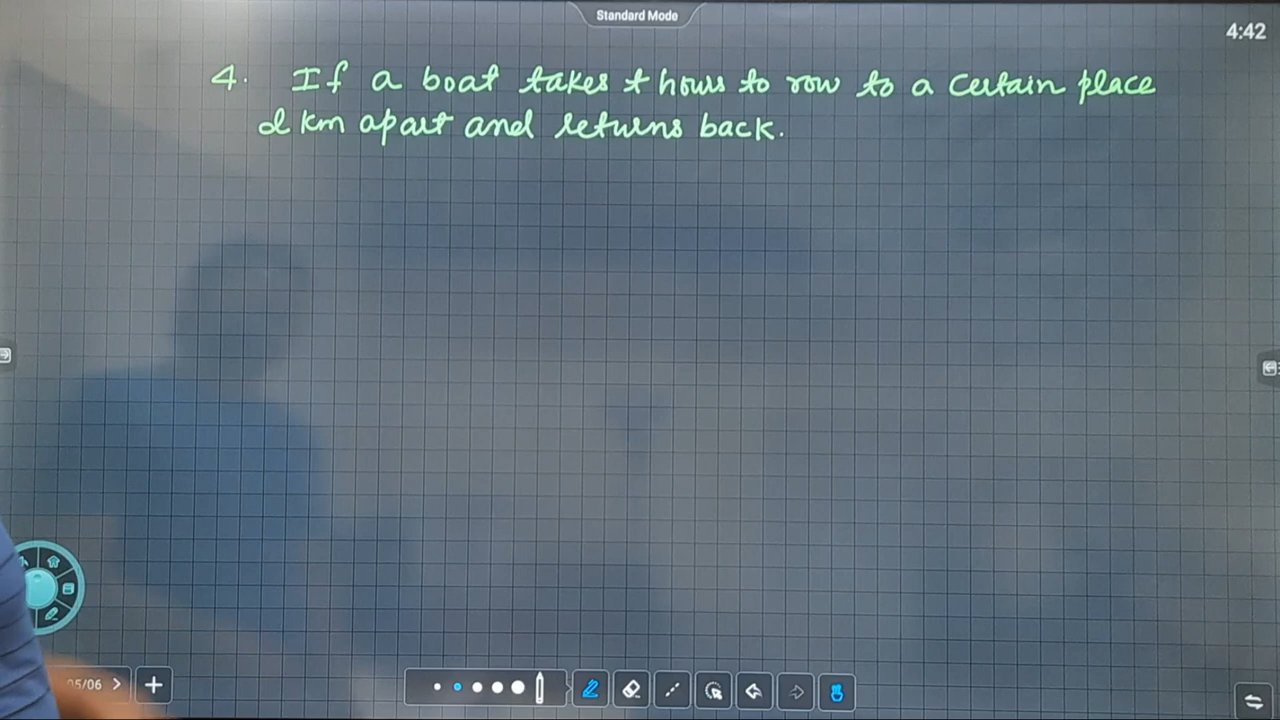 Standard Mode
4:42
4. If a boat takes t hours to row to a certain place
d km apart and returns back.
05/06